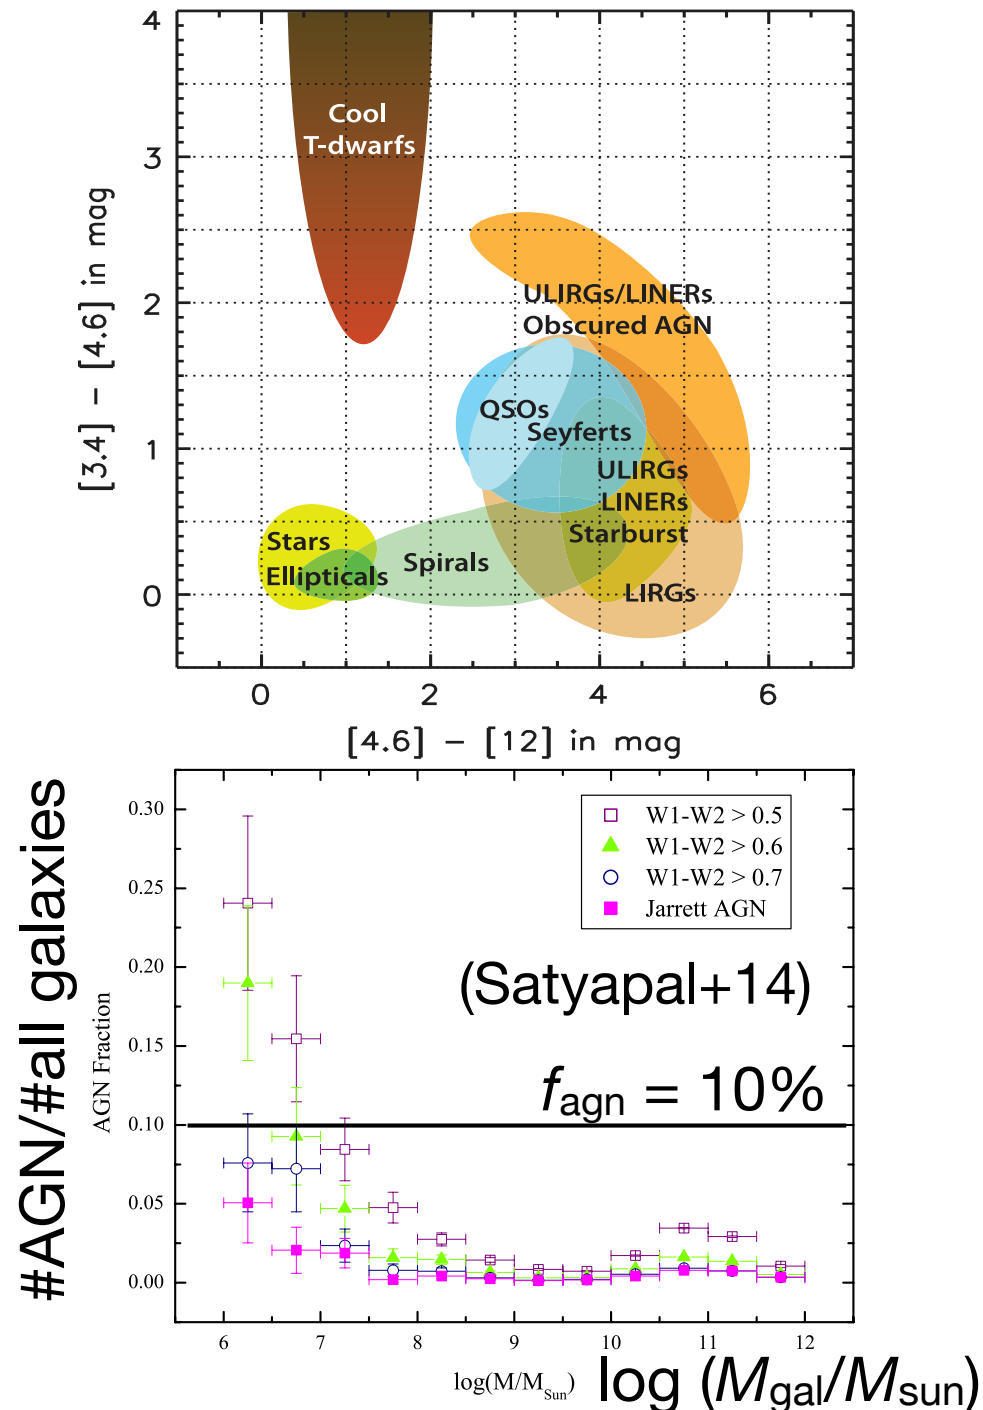 4
3
2
1
0
[3.4] – [4.6] in mag
Cool
T-dwarfs
ULIRGs/LINERs
Obscured AGN
QSOs
Seyferts
ULIRGs
LINERs
Starburst
Stars
Ellipticals
Spirals
LIRGs
0 2 4 6
[4.6] – [12] in mag
#AGN/#all galaxies
AGN Fraction
0.30
0.25
0.20
0.15
0.10
0.05
0.00
W1-W2 > 0.5
W1-W2 > 0.6
W1-W2 > 0.7
Jarrett AGN
(Satyapal+14)
fagn = 10%
6 7 8 9 10 11 12
log(M/MSun)
log (Mgal/Msun)